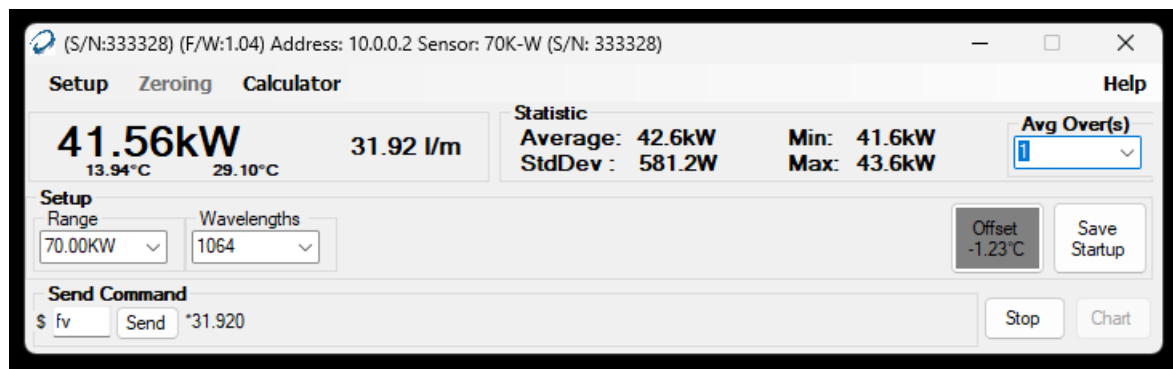 (S/N:333328) (F/W:1.04) Address: 10.0.0.2 Sensor: 70K-W (S/N: 333328)
Setup Zeroing Calculator Help
41.56kW
13.94°C 29.10°C
31.92 l/m
Statistic
Average: 42.6kW Min: 41.6kW
StdDev : 581.2W Max: 43.6kW
Avg Over(s)
1
Setup
Range Wavelengths
70.00KW 1064
Offset
-1.23°C
Save
Startup
Send Command
$ fv Send *31.920
Stop Chart